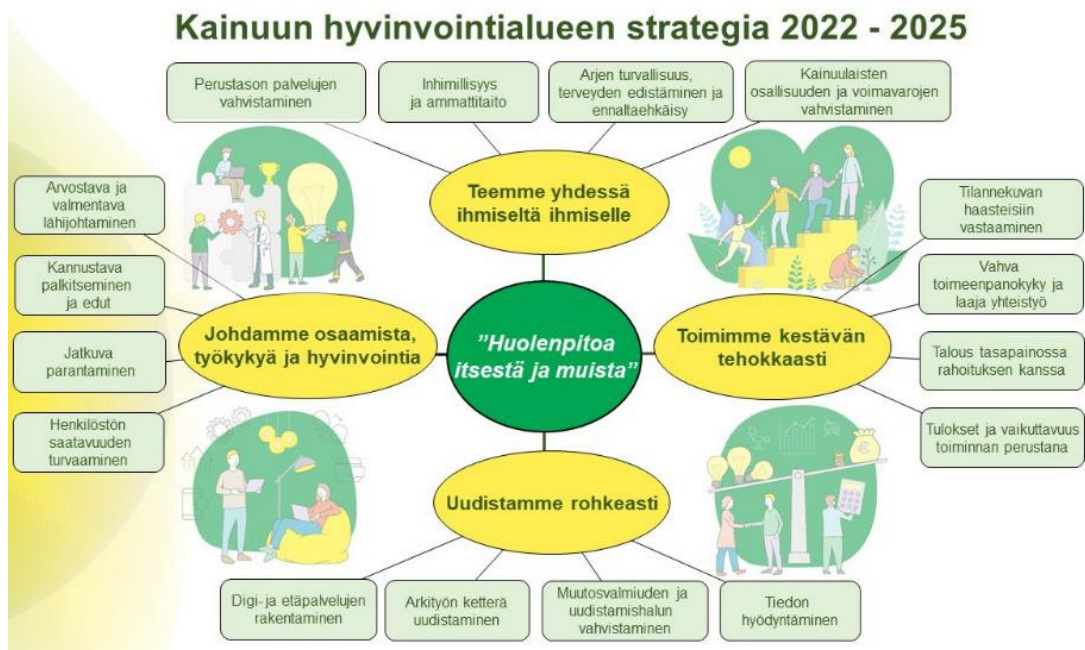 Kainuun hyvinvointialueen strategia 2022 - 2025
Perustason palvelujen
vahvistaminen
Inhimillisyys
ja ammattitaito
Arjen turvallisuus,
terveyden edistäminen ja
ennaltaehkäisy
Kainuulaisten
osallisuuden ja voimavarojen
vahvistaminen
Teemme yhdessä
ihmiseltä ihmiselle
Arvostava ja
valmentava
lähijohtaminen
Kannustava
palkitseminen
ja edut
Jatkuva
parantaminen
Henkilöstön
saatavuuden
turvaaminen
Johdamme osaamista,
työkykyä ja hyvinvointia
"Huolenpitoa
itsestä ja muista"
Toimimme kestävän
tehokkaasti
Tilannekuvan
haasteisiin
vastaaminen
Vahva
toimeenpanokyky ja
laaja yhteistyö
Talous tasapainossa
rahoituksen kanssa
Tulokset ja vaikuttavuus
toiminnan perustana
€
Uudistamme rohkeasti
Digi- ja etäpalvelujen
rakentaminen
Arkityön ketterä
uudistaminen
Muutosvalmiuden ja
uudistamishalun
vahvistaminen
Tiedon
hyödyntäminen